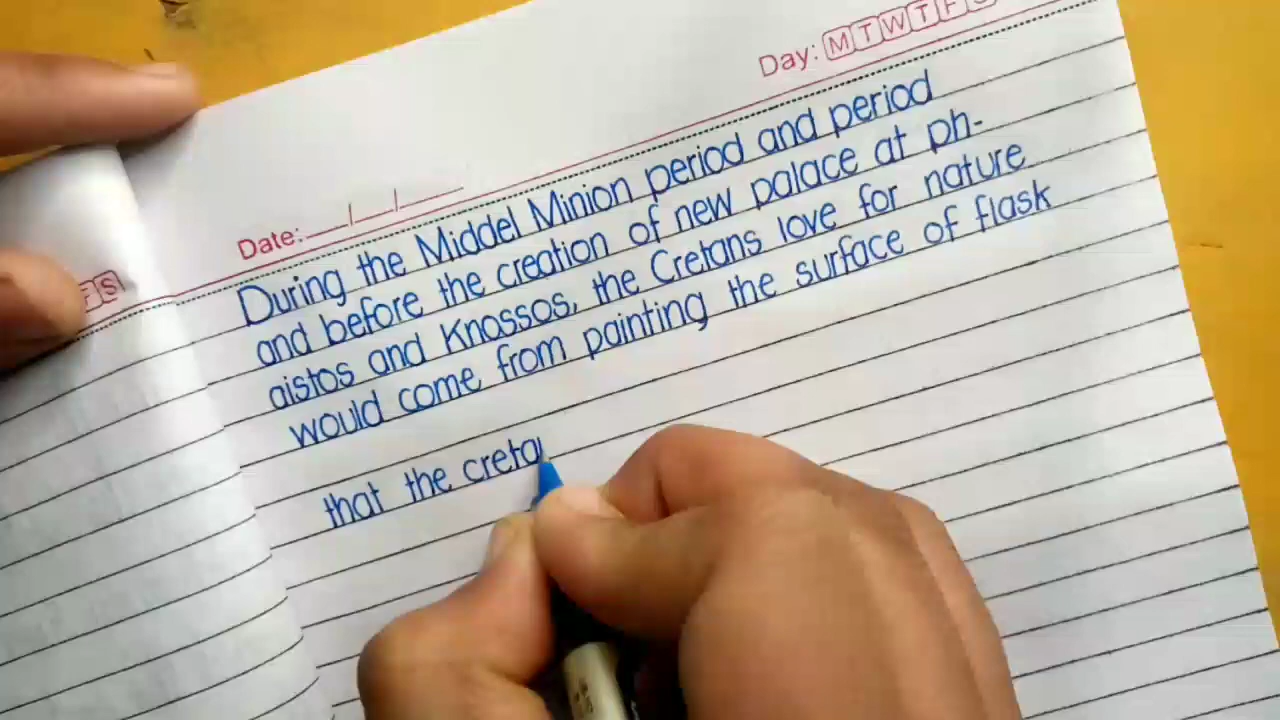 Day: M T W T F S
Date:
During the Middel Minion period and period
and before the creation of new palace at ph-
aistos and Knossos, the Cretans love for nature
would come from painting the surface of flask
that the creta
F S